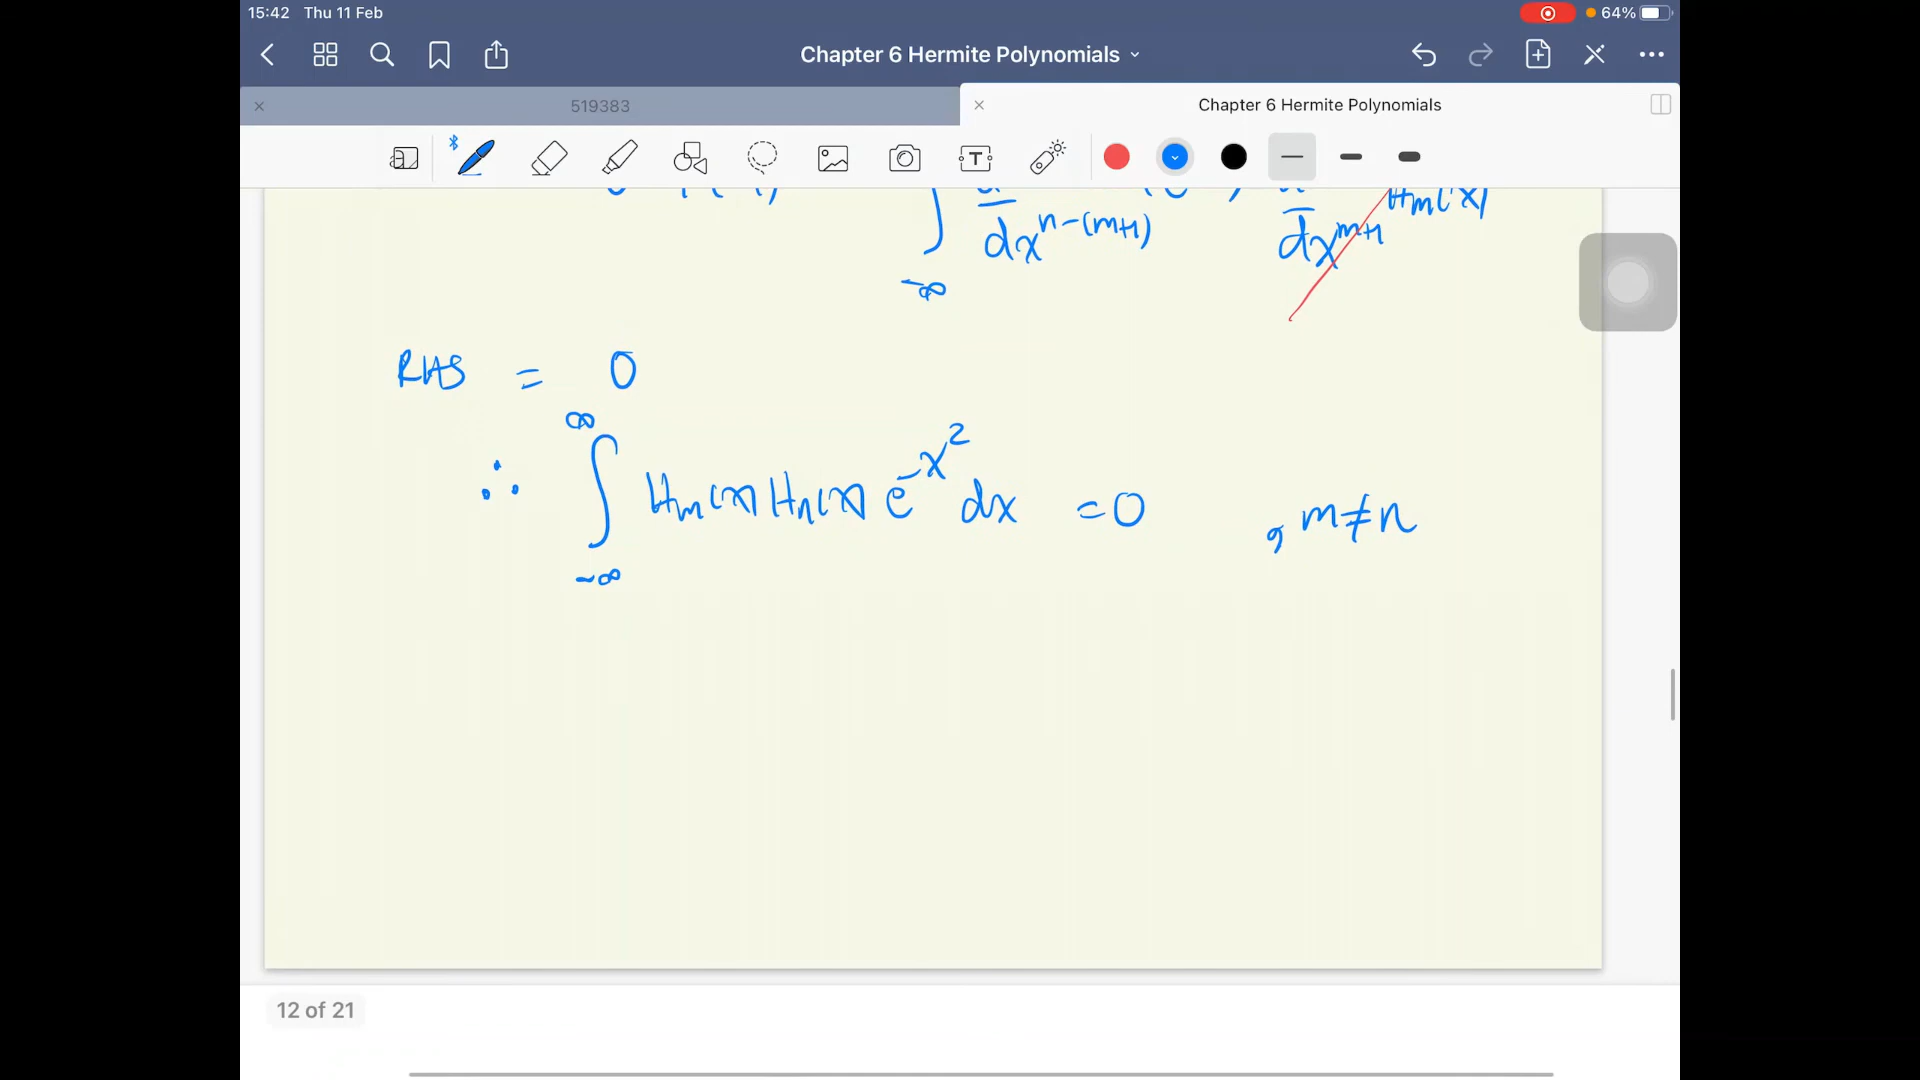 15:42 Thu 11 Feb 64%
Chapter 6 Hermite Polynomials
519383
Chapter 6 Hermite Polynomials
T
∫ d Hm(x)
dx^n-(m+1) dx^m+1
-∞
RHS = 0
∴ ∫_-∞^∞ Hm(x) Hn(x) e^-x^2 dx = 0 , m≠n
12 of 21